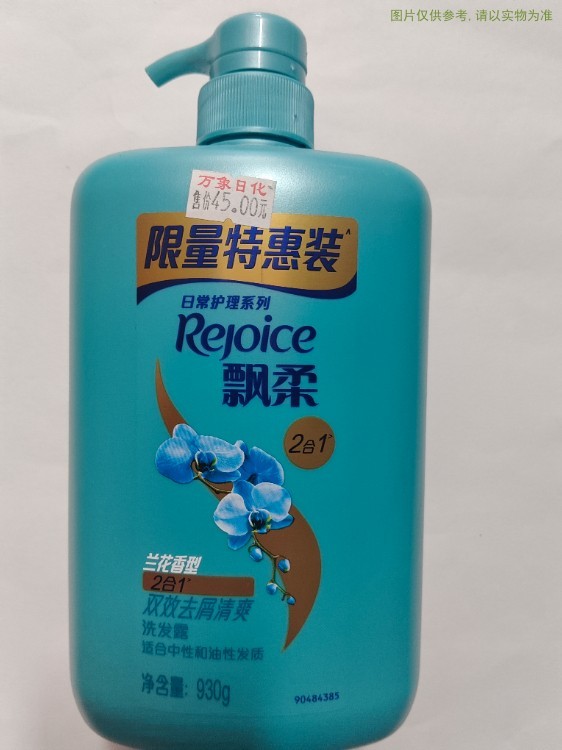 图片仅供参考, 请以实物为准
万象日化
售价45.00元
限量特惠装^
日常护理系列
Rejoice
飘柔
2合1^
兰花香型
2合1^
双效去屑清爽
洗发露
适合中性和油性发质
净含量: 930g
90484385